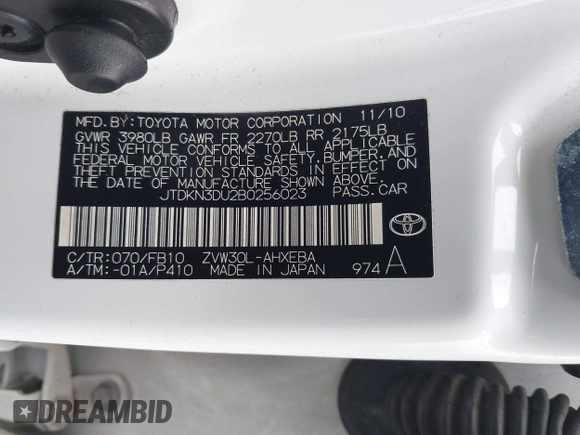 MFD. BY: TOYOTA MOTOR CORPORATION 11/10
GVWR 3980LB GAWR FR 2270LB RR 2175LB
THIS VEHICLE CONFORMS TO ALL APPLICABLE
FEDERAL MOTOR VEHICLE SAFETY, BUMPER, AND
THEFT PREVENTION STANDARDS IN EFFECT ON
THE DATE OF MANUFACTURE SHOWN ABOVE.
JTDKN3DU2B0256023 PASS.CAR
C/TR:070/FB10 ZVW30L-AHXEBA
A/TM:-01A/P410 MADE IN JAPAN 974 A
TOYOTA
DREAMBID